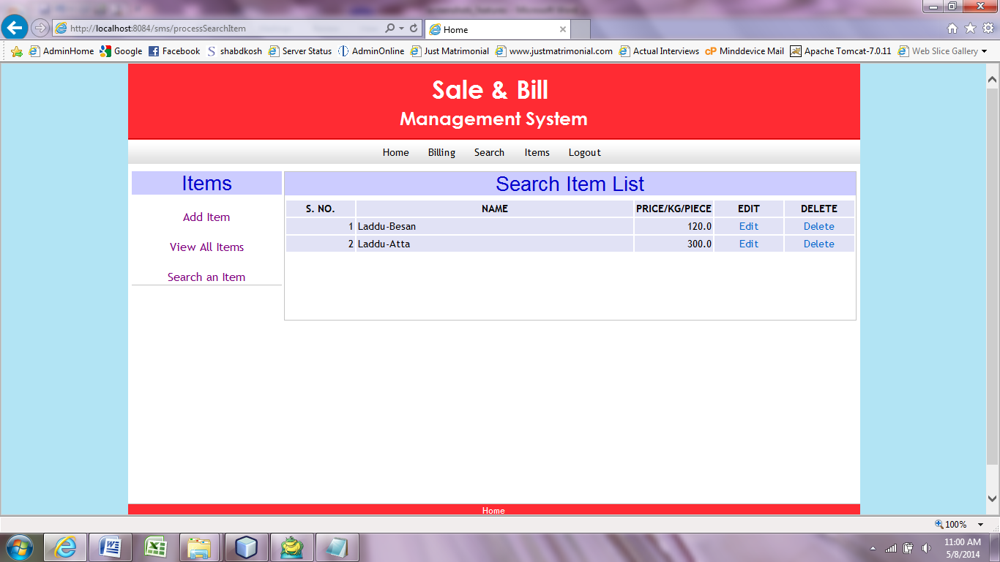 http://localhost:8084/sms/processSearchItem
Home
AdminHome Google Facebook shabdkosh Server Status AdminOnline Just Matrimonial www.justmatrimonial.com Actual Interviews Minddevice Mail Apache Tomcat-7.0.11 Web Slice Gallery
Sale & Bill
Management System
Home Billing Search Items Logout
Items
Add Item
View All Items
Search an Item
Search Item List
S. NO. NAME PRICE/KG/PIECE EDIT DELETE
1 Laddu-Besan 120.0 Edit Delete
2 Laddu-Atta 300.0 Edit Delete
Home
100%
11:00 AM
5/8/2014